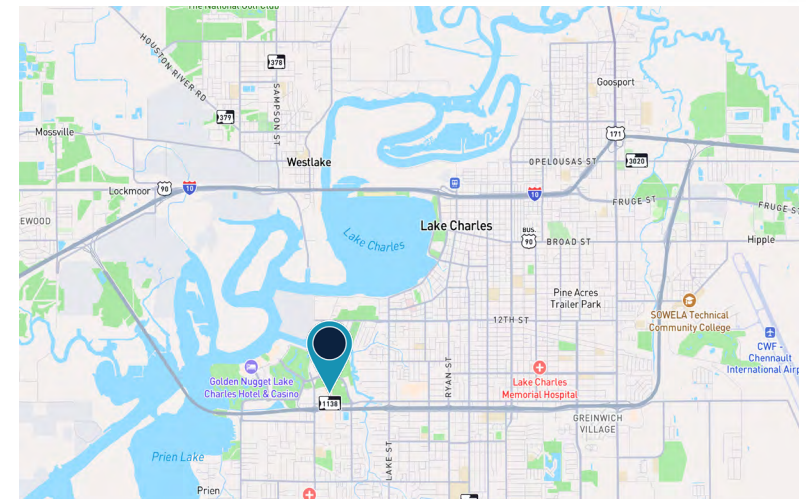 The National Golf Club
HOUSTON RIVER RD
378
SAMPSON ST
Goosport
379
Mossville
171
Westlake
OPELOUSAS ST
3020
Lockmoor
90
10
10
FRUGE ST
FRUGE S
EWOOD
Lake Charles
Lake Charles
BUS.
90
BROAD ST
Hipple
Pine Acres
Trailer Park
SOWELA Technical
Community College
12TH ST
CWF -
Chennault
International Airp
RYAN ST
Golden Nugget Lake
Charles Hotel & Casino
Lake Charles
Memorial Hospital
1138
GREINWICH
VILLAGE
LAKE ST
Prien Lake
Prien